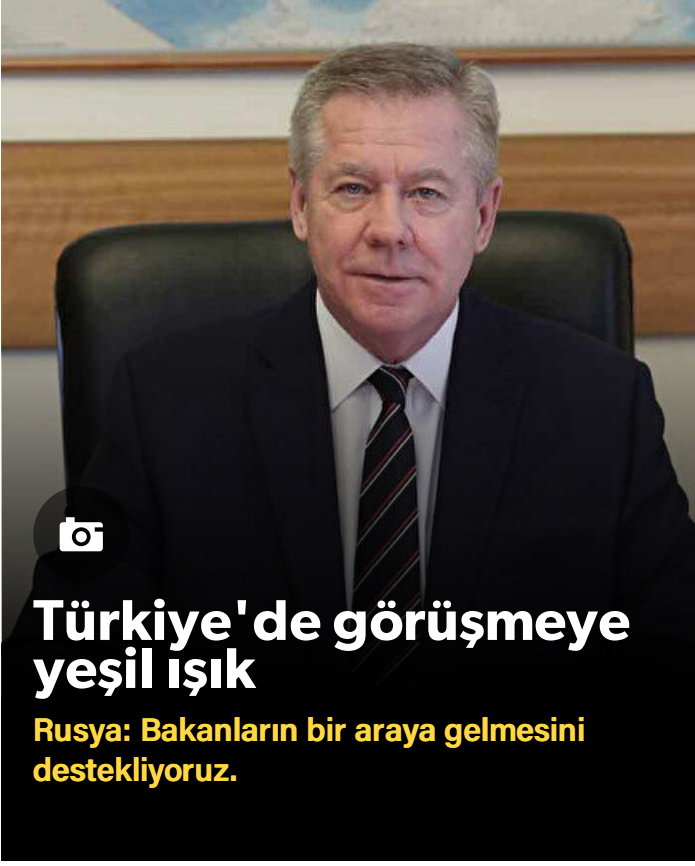 Türkiye'de görüşmeye
yeşil ışık
Rusya: Bakanların bir araya gelmesini
destekliyoruz.